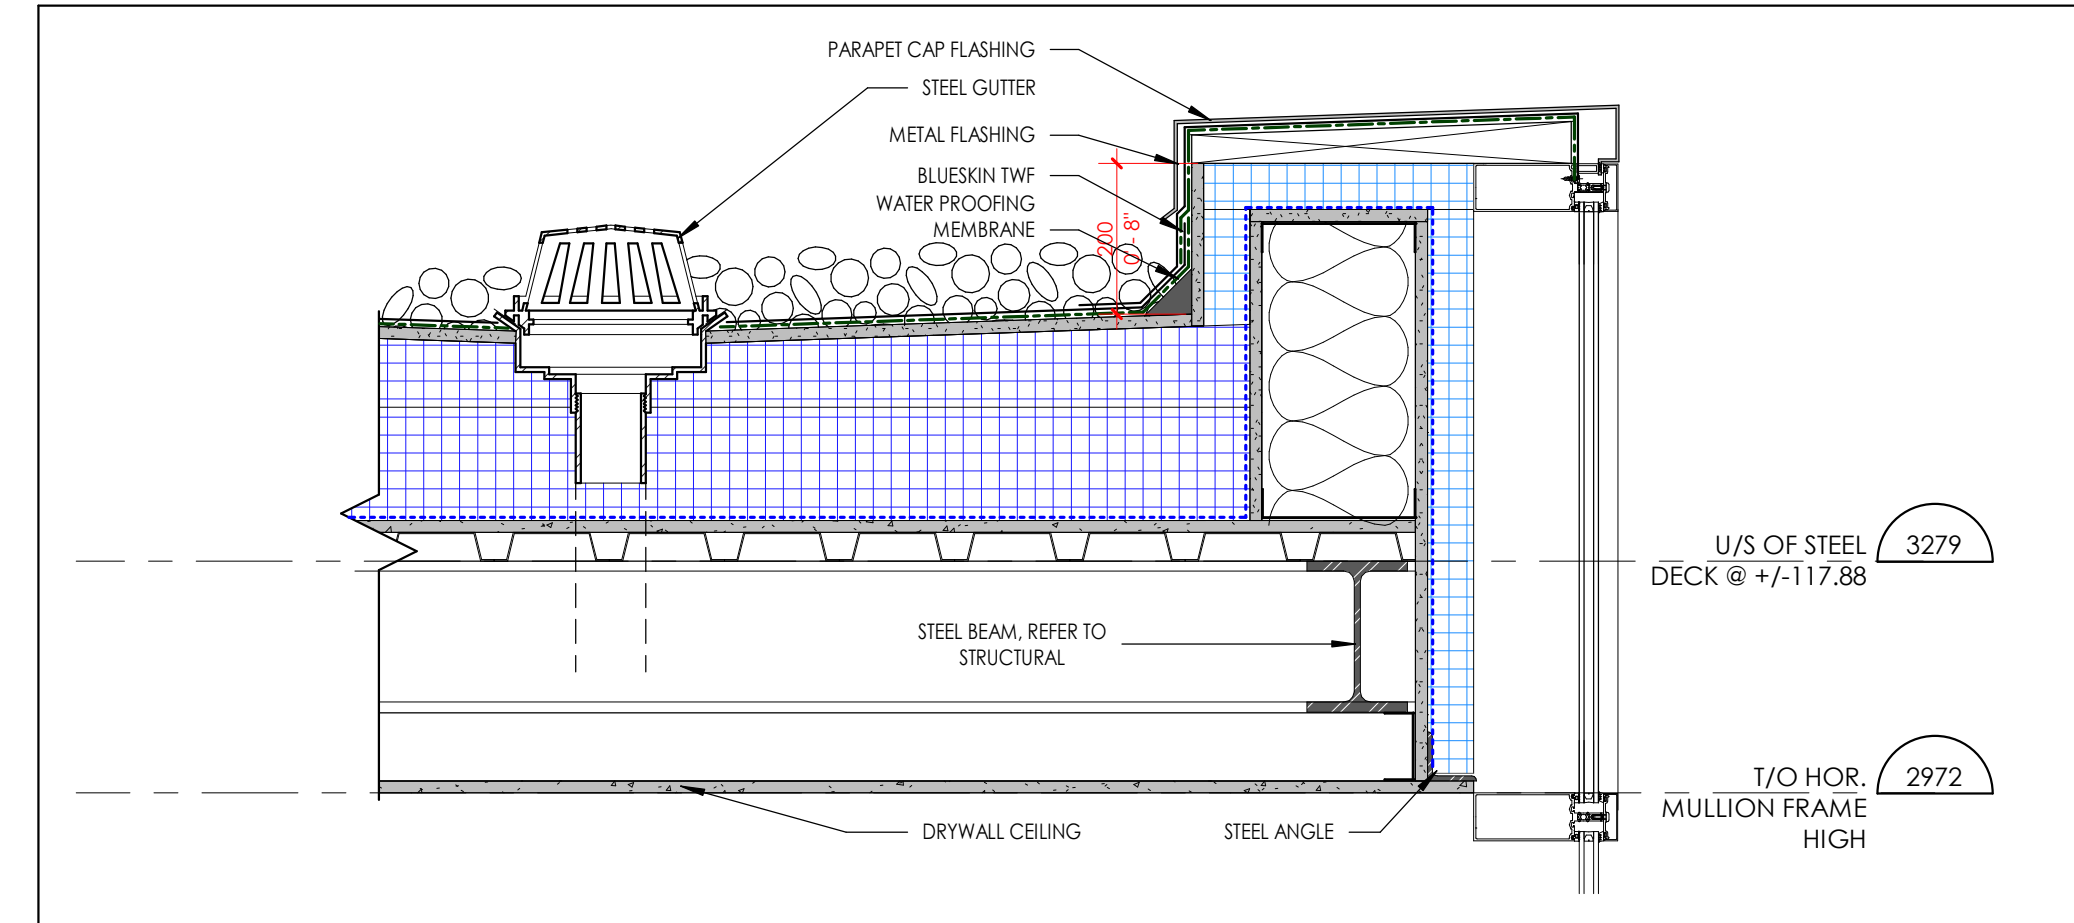 PARAPET CAP FLASHING
STEEL GUTTER
METAL FLASHING
BLUESKIN TWF
WATER PROOFING
MEMBRANE
200
0 - 8"
U/S OF STEEL
DECK @ +/-117.88
3279
STEEL BEAM, REFER TO
STRUCTURAL
T/O HOR.
MULLION FRAME
HIGH
2972
DRYWALL CEILING
STEEL ANGLE